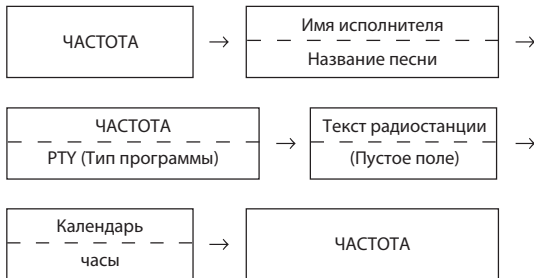 ЧАСТОТА
Имя исполнителя
Название песни
ЧАСТОТА
PTY (Тип программы)
Текст радиостанции
(Пустое поле)
Календарь
часы
ЧАСТОТА